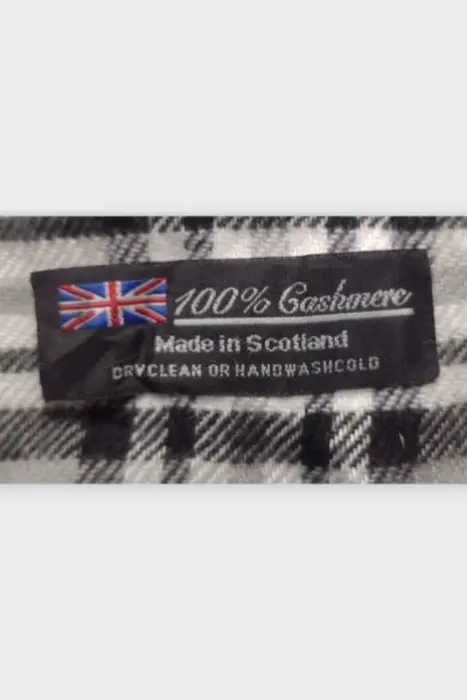 100% Cashmere
Made in Scotland
DRYCLEAN OR HANDWASHCOLD